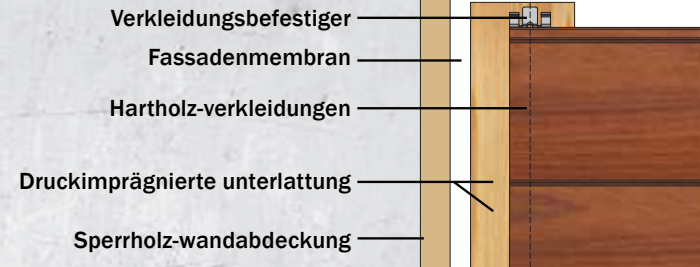 Verkleidungsbefestiger
Fassadenmembran
Hartholz-verkleidungen
Druckimprägnierte unterlattung
Sperrholz-wandabdeckung